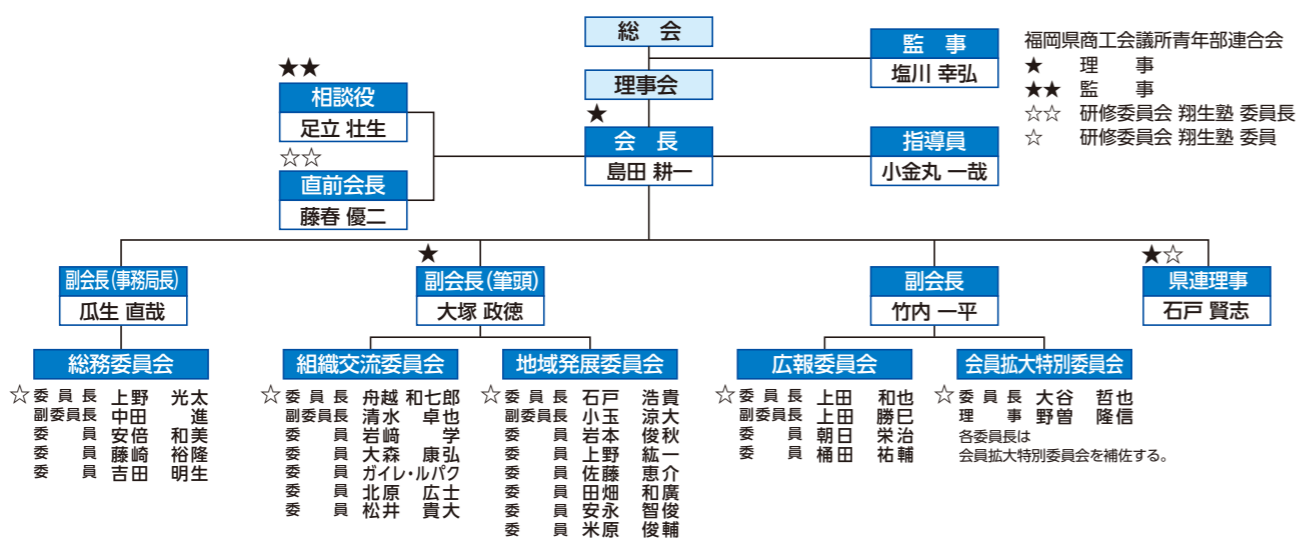 総　会
理事会
監　事
塩川 幸弘
福岡県商工会議所青年部連合会
★　理　　事
★★　監　　事
☆☆　研修委員会 翔生塾 委員長
☆　研修委員会 翔生塾 委員
★★
相談役
足立 壮生
☆☆
直前会長
藤春 優二
★
会　長
島田 耕一
指導員
小金丸 一哉
副会長(事務局長)
瓜生 直哉
★
副会長(筆頭)
大塚 政徳
副会長
竹内 一平
★☆
県連理事
石戸 賢志
総務委員会
☆委員長 上野　光太
副委員長 中田　進
委員 安倍　和美
委員 藤崎　裕隆
委員 吉田　明生
組織交流委員会
☆委員長 舟越 和七郎
副委員長 清水　卓也
委員 岩﨑　学
委員 大森　康弘
委員 ガイレ・ルパク
委員 北原　広士
委員 松井　貴大
地域発展委員会
☆委員長 石戸　浩貴
副委員長 小玉　涼大
委員 岩本　俊秋
委員 上野　紘一
委員 佐藤　恵介
委員 田畑　和廣
委員 安永　智俊
委員 米原　俊輔
広報委員会
☆委員長 上田　和也
副委員長 上田　勝巳
委員 朝日　栄治
委員 桶田　祐輔
会員拡大特別委員会
☆委員長 大谷　哲也
理事 野曽　隆信
各委員長は
会員拡大特別委員会を補佐する。